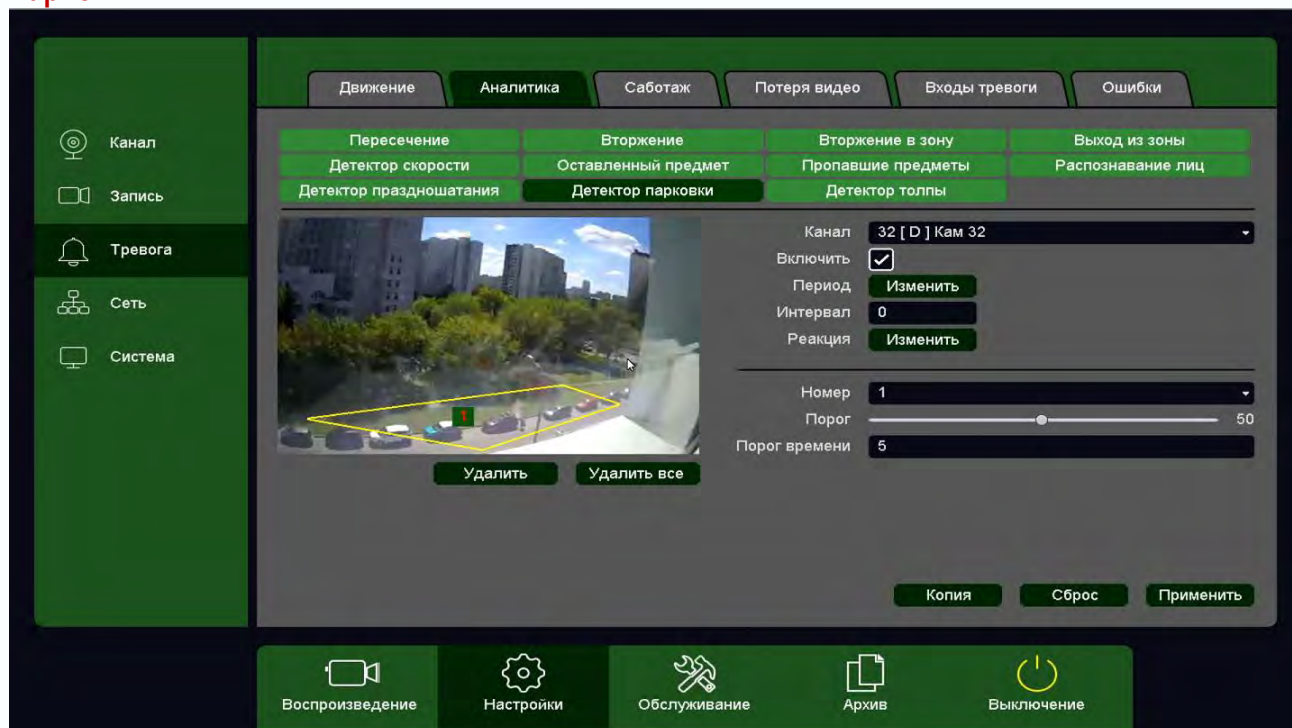 Движение Аналитика Саботаж Потеря видео Входы тревоги Ошибки
Канал
Запись
Тревога
Сеть
Система
Пересечение Вторжение Вторжение в зону Выход из зоны
Детектор скорости Оставленный предмет Пропавшие предметы Распознавание лиц
Детектор праздношатания Детектор парковки Детектор толпы
1
Удалить Удалить все
Канал 32 [ D ] Кам 32
Включить
Период Изменить
Интервал 0
Реакция Изменить
Номер 1
Порог 50
Порог времени 5
Копия Сброс Применить
Воспроизведение Настройки Обслуживание Архив Выключение